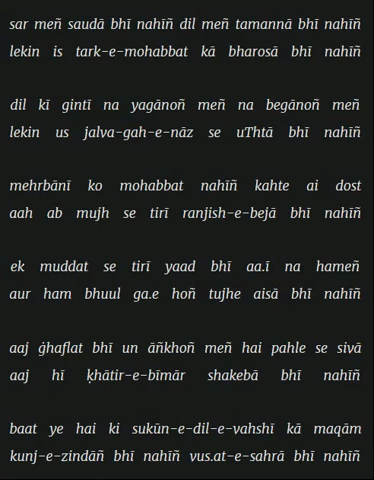 sar meñ saudā bhī nahīñ dil meñ tamannā bhī nahīñ
lekin is tark-e-mohabbat kā bharosā bhī nahīñ
dil kī gintī na yagānoñ meñ na begānoñ meñ
lekin us jalva-gah-e-nāz se uThtā bhī nahīñ
mehrbānī ko mohabbat nahīñ kahte ai dost
aah ab mujh se tirī ranjish-e-bejā bhī nahīñ
ek muddat se tirī yaad bhī aa.ī na hameñ
aur ham bhuul ga.e hoñ tujhe aisā bhī nahīñ
aaj ġhaflat bhī un āñkhoñ meñ hai pahle se sivā
aaj hī ḳhātir-e-bīmār shakebā bhī nahīñ
baat ye hai ki sukūn-e-dil-e-vahshī kā maqām
kunj-e-zindāñ bhī nahīñ vus.at-e-sahrā bhī nahīñ